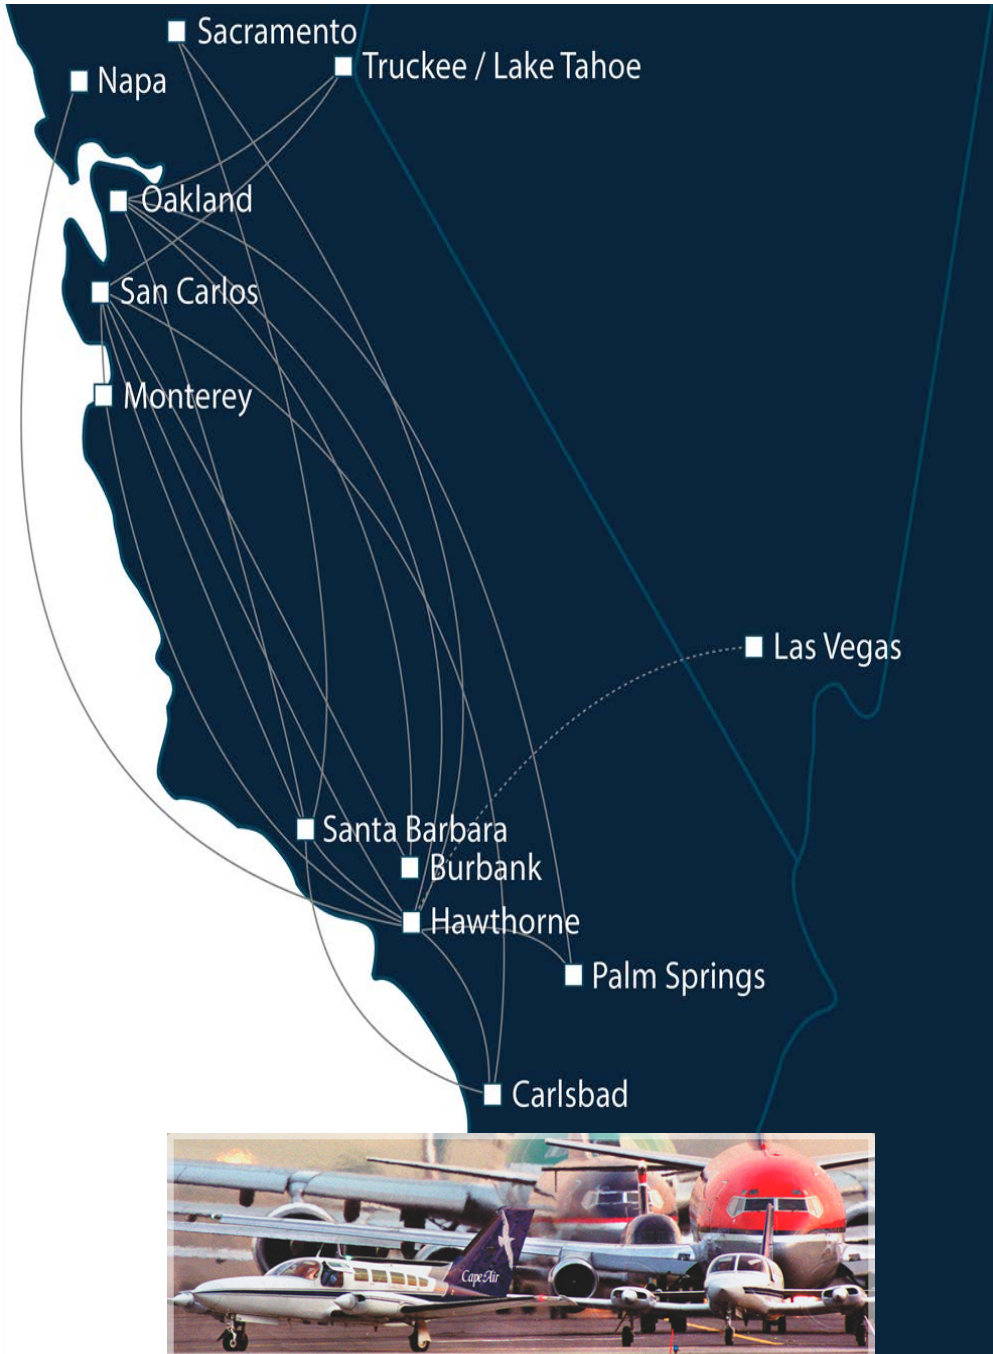 Sacramento
Truckee / Lake Tahoe
Napa
Oakland
San Carlos
Monterey
Las Vegas
Santa Barbara
Burbank
Hawthorne
Palm Springs
Carlsbad
Cape Air